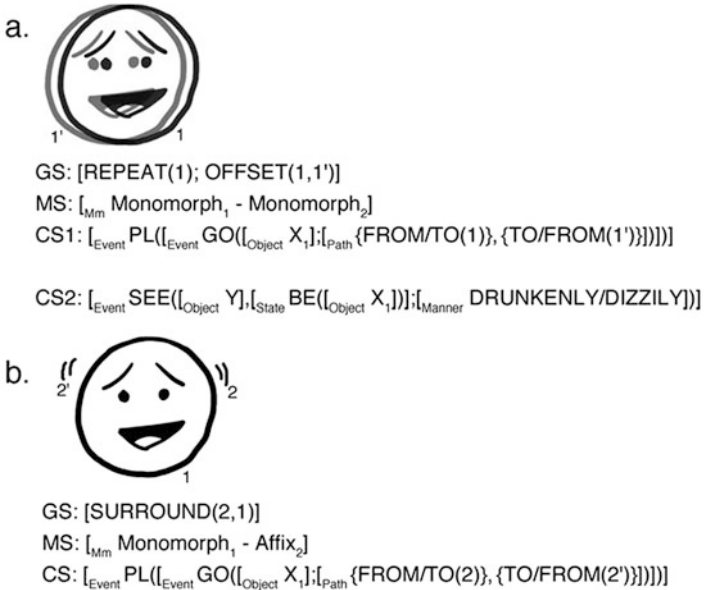 a.
1' 1
GS: [REPEAT(1); OFFSET(1,1')]
MS: [Mm Monomorph1 - Monomorph2]
CS1: [Event PL([Event GO([Object X1];[Path {FROM/TO(1)}, {TO/FROM(1')}])])]
CS2: [Event SEE([Object Y],[State BE([Object X1])];[Manner DRUNKENLY/DIZZILY])]
b.
2' 2
1
GS: [SURROUND(2,1)]
MS: [Mm Monomorph1 - Affix2]
CS: [Event PL([Event GO([Object X1];[Path {FROM/TO(2)}, {TO/FROM(2')}])])]